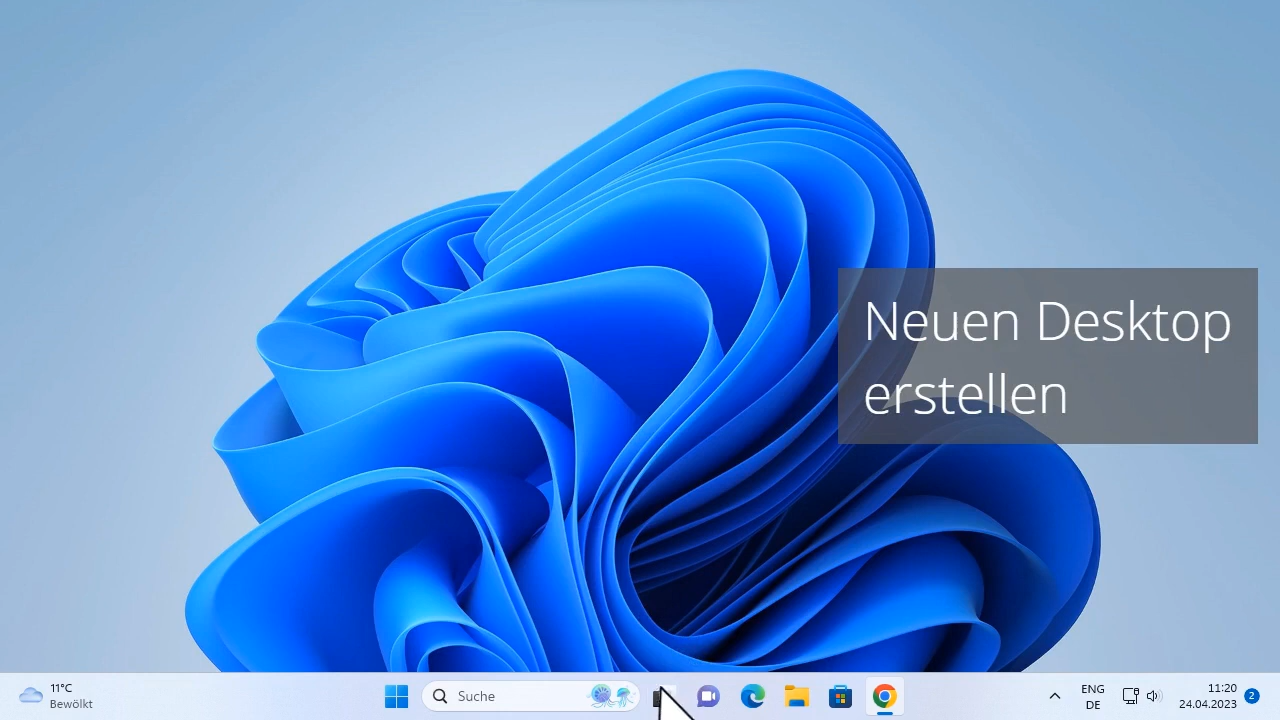 Neuen Desktop
erstellen
11°C
Bewölkt
Suche
ENG
DE
11:20
24.04.2023
2